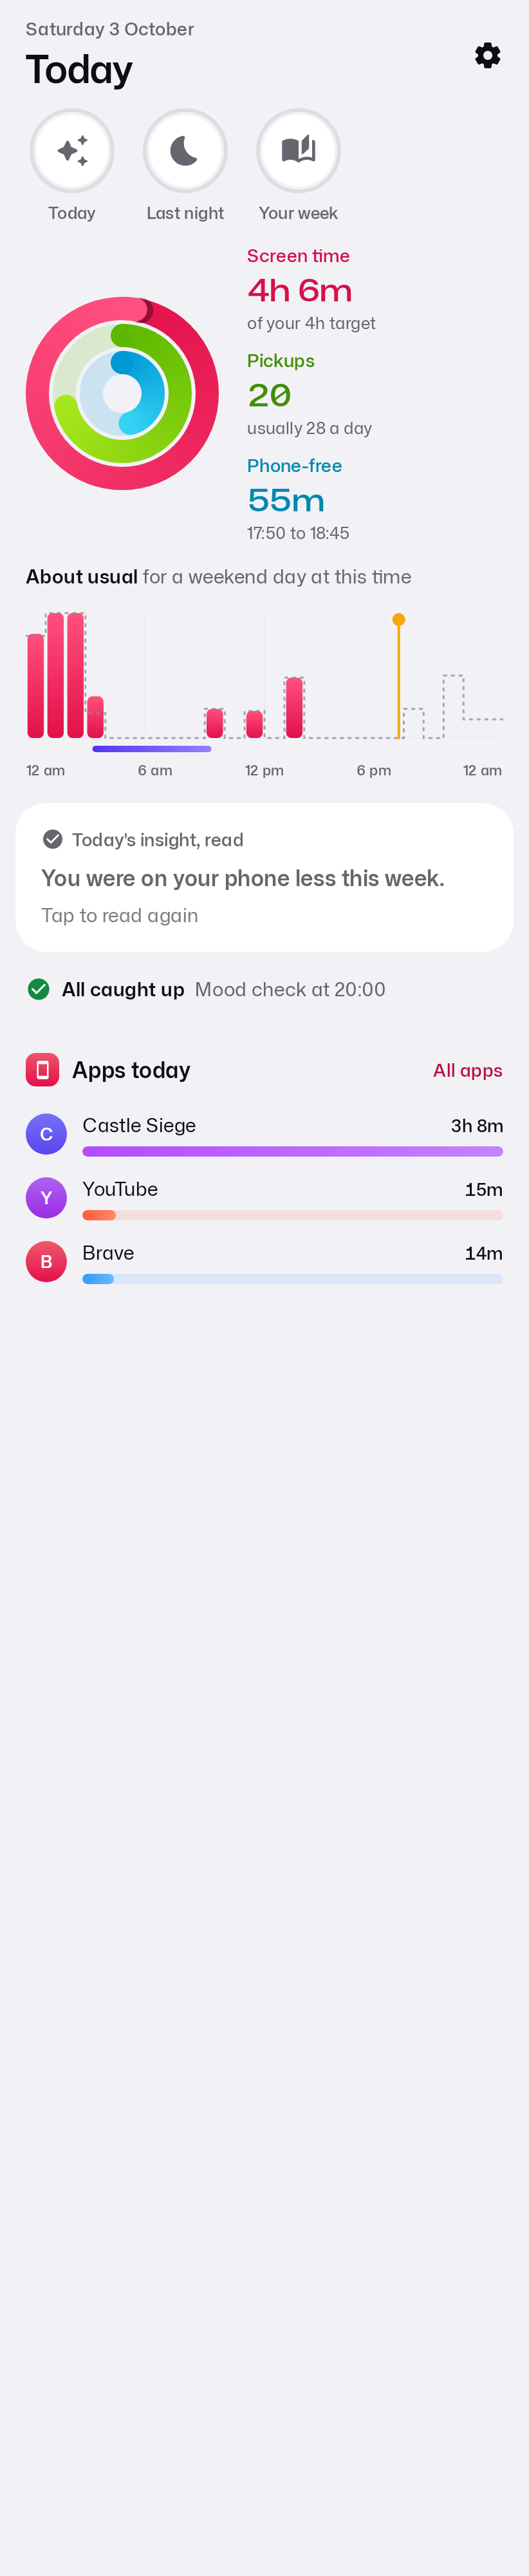 Saturday 3 October
Today
Today
Last night
Your week
Screen time
4h 6m
of your 4h target
Pickups
20
usually 28 a day
Phone-free
55m
17:50 to 18:45
About usual for a weekend day at this time
12 am 6 am 12 pm 6 pm 12 am
Today's insight, read
You were on your phone less this week.
Tap to read again
All caught up Mood check at 20:00
Apps today All apps
C Castle Siege 3h 8m
Y YouTube 15m
B Brave 14m